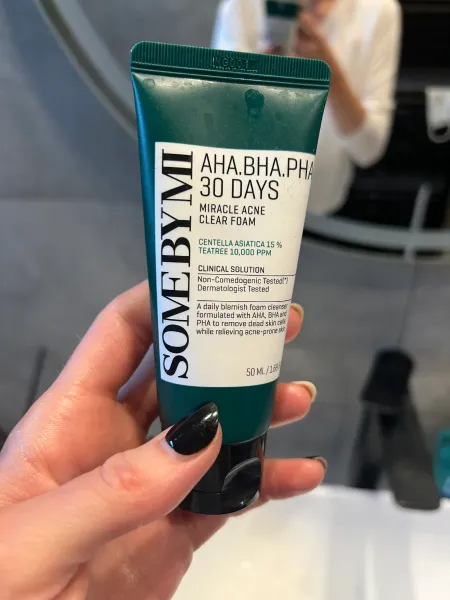 SOMEBYMI
AHA.BHA.PHA
30 DAYS
MIRACLE ACNE
CLEAR FOAM
CENTELLA ASIATICA 15 %
TEATREE 10,000 PPM
CLINICAL SOLUTION
Non-Comedogenic Tested(*)
Dermatologist Tested
A daily blemish foam cleanser
formulated with AHA, BHA and
PHA to remove dead skin cells
while relieving acne-prone skin
50 ML / 1.69